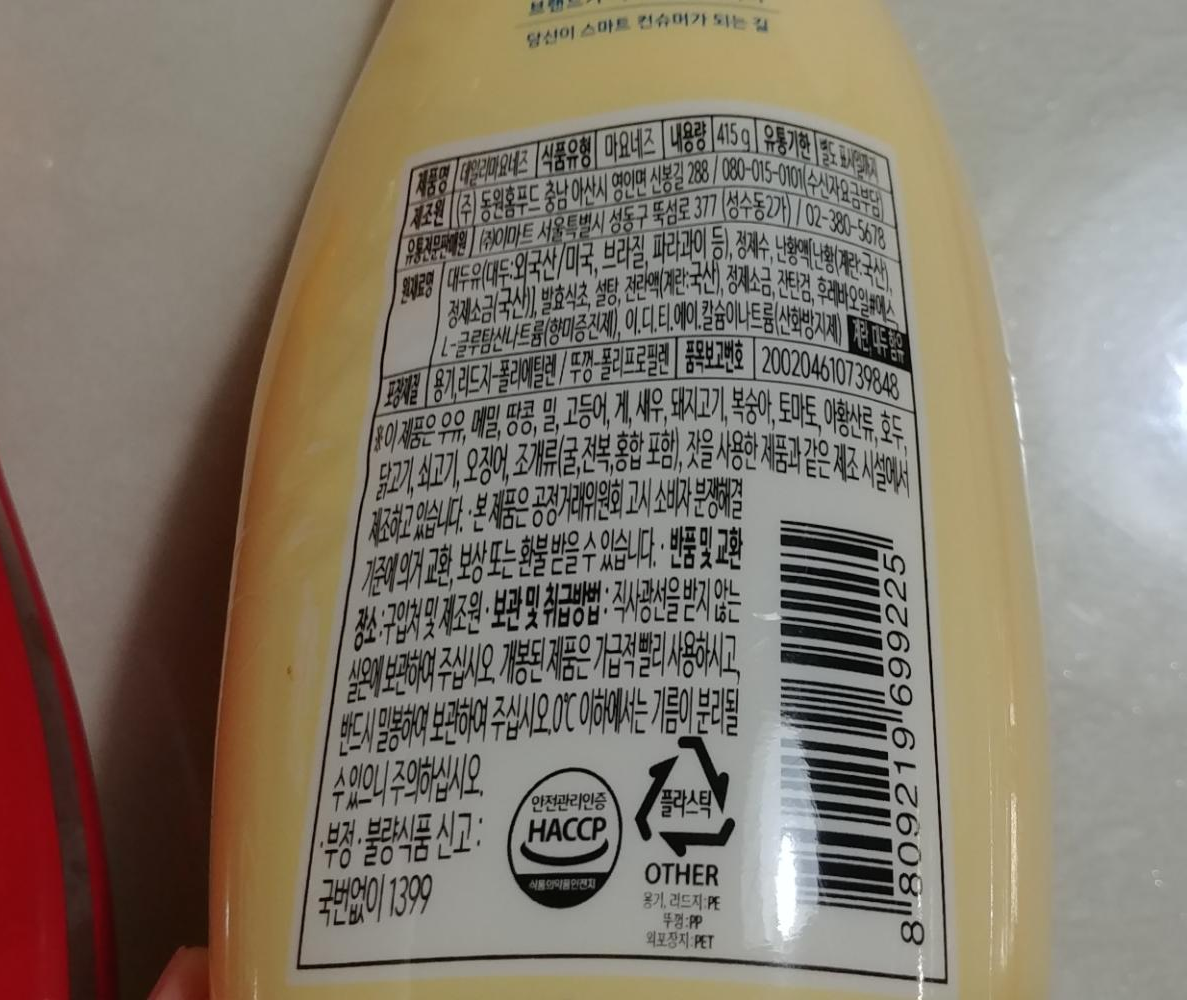 당신이 스마트 컨슈머가 되는 길
제품명 데일리마요네즈 식품유형 마요네즈 내용량 415 g 유통기한 별도 표시일까지
제조원 (주) 동원홈푸드 충남 아산시 영인면 신봉길 288 / 080-015-0101(수신자요금부담)
유통전문판매원 ㈜이마트 서울특별시 성동구 뚝섬로 377 (성수동2가) / 02-380-5678
원재료명 대두유(대두:외국산/미국, 브라질, 파라과이 등), 정제수, 난황액[난황(계란:국산),
정제소금(국산)], 발효식초, 설탕, 전란액(계란:국산), 정제소금, 잔탄검, 후레바오일#에스
L-글루탐산나트륨(향미증진제), 이.디.티.에이.칼슘이나트륨(산화방지제) 계란, 대두 함유
포장재질 용기,리드지-폴리에틸렌 / 뚜껑-폴리프로필렌 품목보고번호 200204610739848
※이 제품은 우유, 메밀, 땅콩, 밀, 고등어, 게, 새우, 돼지고기, 복숭아, 토마토, 아황산류, 호두,
닭고기, 쇠고기, 오징어, 조개류(굴,전복,홍합 포함), 잣을 사용한 제품과 같은 제조 시설에서
제조하고 있습니다. ·본 제품은 공정거래위원회 고시 소비자 분쟁해결
기준에 의거 교환, 보상 또는 환불 받을 수 있습니다. · 반품 및 교환
장소:구입처 및 제조원 · 보관 및 취급방법 : 직사광선을 받지 않는
실온에 보관하여 주십시오, 개봉된 제품은 가급적 빨리 사용하시고,
반드시 밀봉하여 보관하여 주십시오,0℃ 이하에서는 기름이 분리될
수 있으니 주의하십시오.
·부정·불량식품 신고 :
국번없이 1399
안전관리인증
HACCP
식품의약품안전처
플라스틱
OTHER
용기, 리드지:PE
뚜껑:PP
외포장지:PET
8 809219 699225